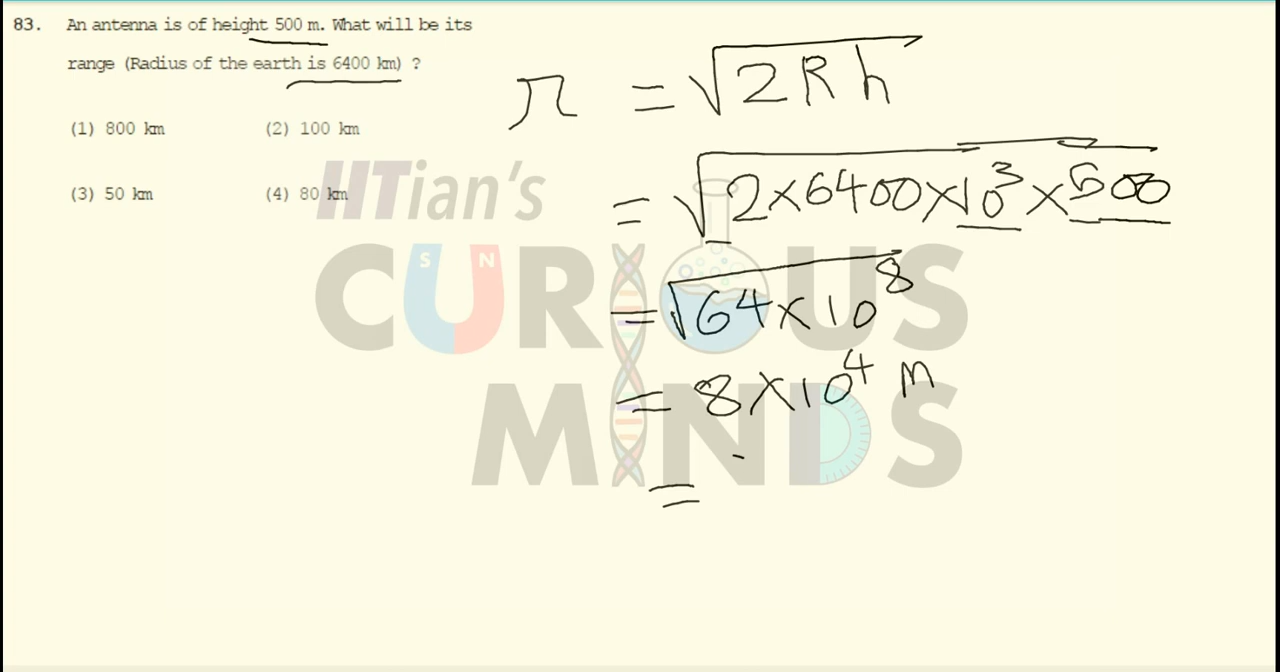 83. An antenna is of height 500 m. What will be its
range (Radius of the earth is 6400 km) ?
(1) 800 km (2) 100 km
(3) 50 km (4) 80 km
r = √2Rh
= √2×6400×10³×500
= √64×10⁸
= 8×10⁴ m
=
IITian's
CURIOUS
S N
MINDS